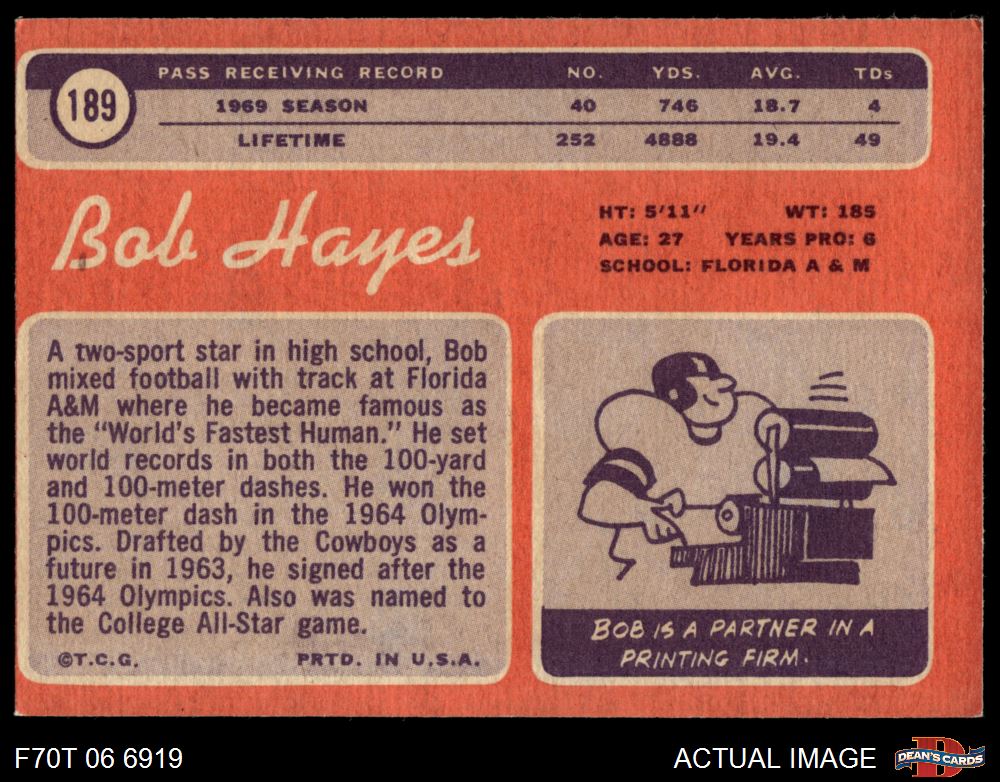 189
PASS RECEIVING RECORD NO. YDS. AVG. TDs
1969 SEASON 40 746 18.7 4
LIFETIME 252 4888 19.4 49
Bob Hayes
HT: 5'11" WT: 185
AGE: 27 YEARS PRO: 6
SCHOOL: FLORIDA A & M
A two-sport star in high school, Bob
mixed football with track at Florida
A&M where he became famous as
the "World's Fastest Human." He set
world records in both the 100-yard
and 100-meter dashes. He won the
100-meter dash in the 1964 Olym-
pics. Drafted by the Cowboys as a
future in 1963, he signed after the
1964 Olympics. Also was named to
the College All-Star game.
©T.C.G. PRTD. IN U.S.A.
BOB IS A PARTNER IN A
PRINTING FIRM.
F70T 06 6919
ACTUAL IMAGE
D
DEAN'S CARDS